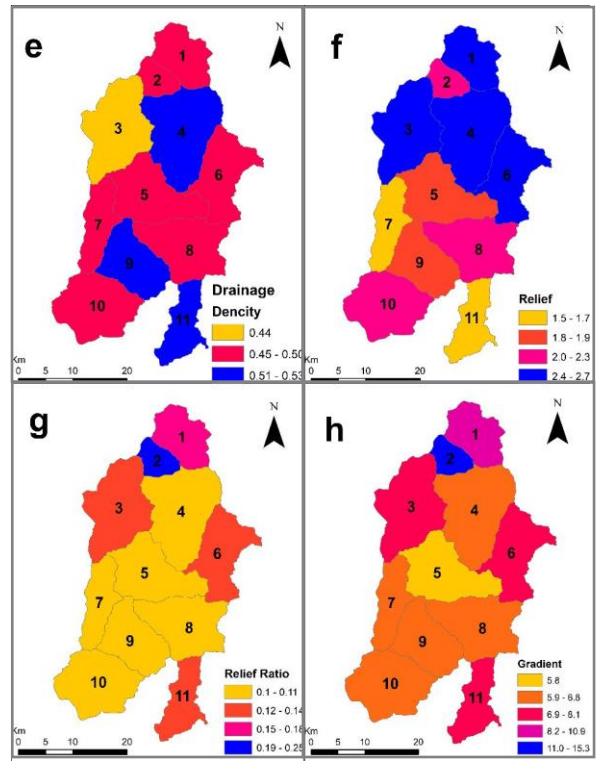 e
N
1
2
3
4
5
6
7
8
9
10
11
Drainage
Dencity
0.44
0.45 - 0.50
0.51 - 0.53
Km
0 5 10 20
f
N
1
2
3
4
5
6
7
8
9
10
11
Relief
1.5 - 1.7
1.8 - 1.9
2.0 - 2.3
2.4 - 2.7
Km
0 5 10 20
g
N
1
2
3
4
5
6
7
8
9
10
11
Relief Ratio
0.1 - 0.11
0.12 - 0.14
0.15 - 0.18
0.19 - 0.25
Km
0 5 10 20
h
N
1
2
3
4
5
6
7
8
9
10
11
Gradient
5.8
5.9 - 6.8
6.9 - 8.1
8.2 - 10.9
11.0 - 15.3
Km
0 5 10 20